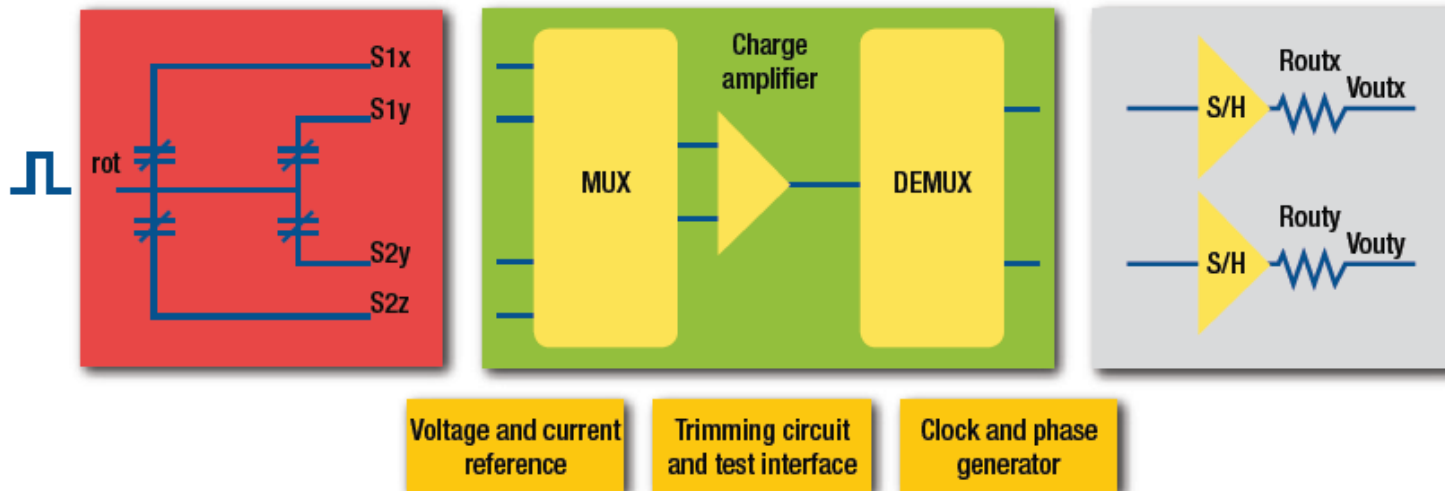 S1x
S1y
rot
S2y
S2z
Charge
amplifier
MUX
DEMUX
Routx
Voutx
S/H
Routy
Vouty
S/H
Voltage and current
reference
Trimming circuit
and test interface
Clock and phase
generator